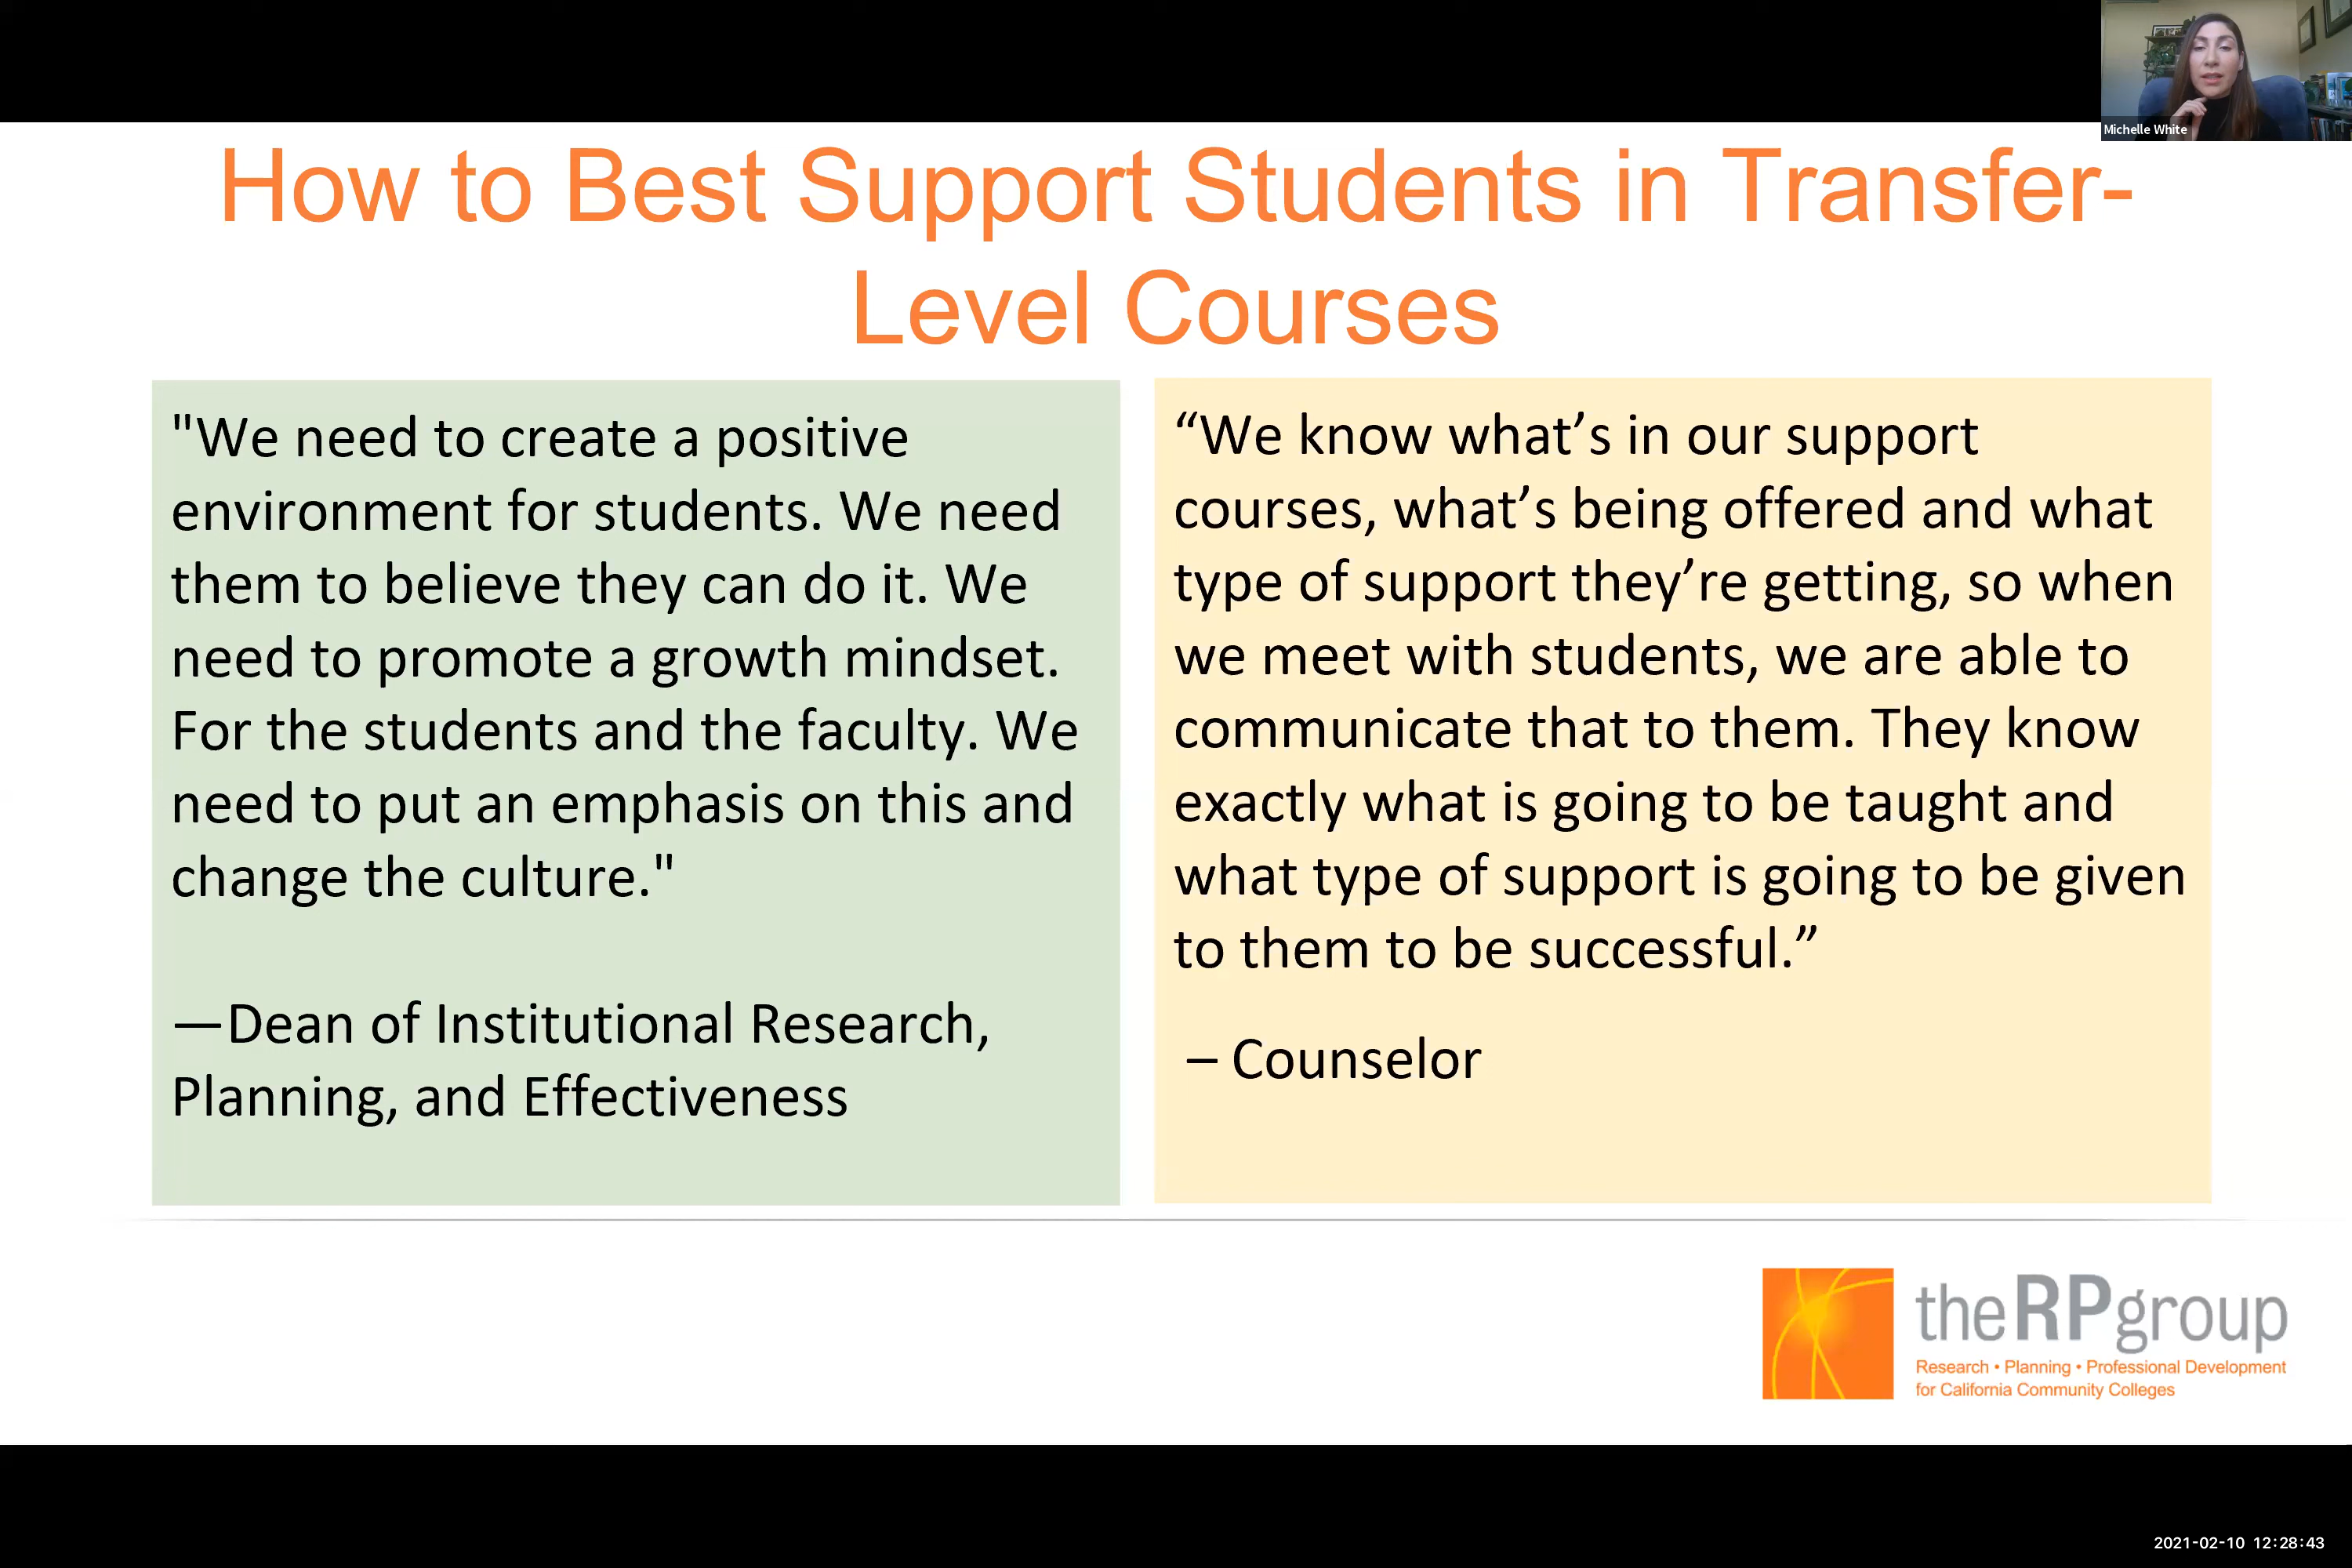 Michelle White
How to Best Support Students in Transfer-
Level Courses
"We need to create a positive
environment for students. We need
them to believe they can do it. We
need to promote a growth mindset.
For the students and the faculty. We
need to put an emphasis on this and
change the culture."
—Dean of Institutional Research,
Planning, and Effectiveness
“We know what’s in our support
courses, what’s being offered and what
type of support they’re getting, so when
we meet with students, we are able to
communicate that to them. They know
exactly what is going to be taught and
what type of support is going to be given
to them to be successful.”
– Counselor
theRPgroup
Research • Planning • Professional Development
for California Community Colleges
2021-02-10 12:28:43